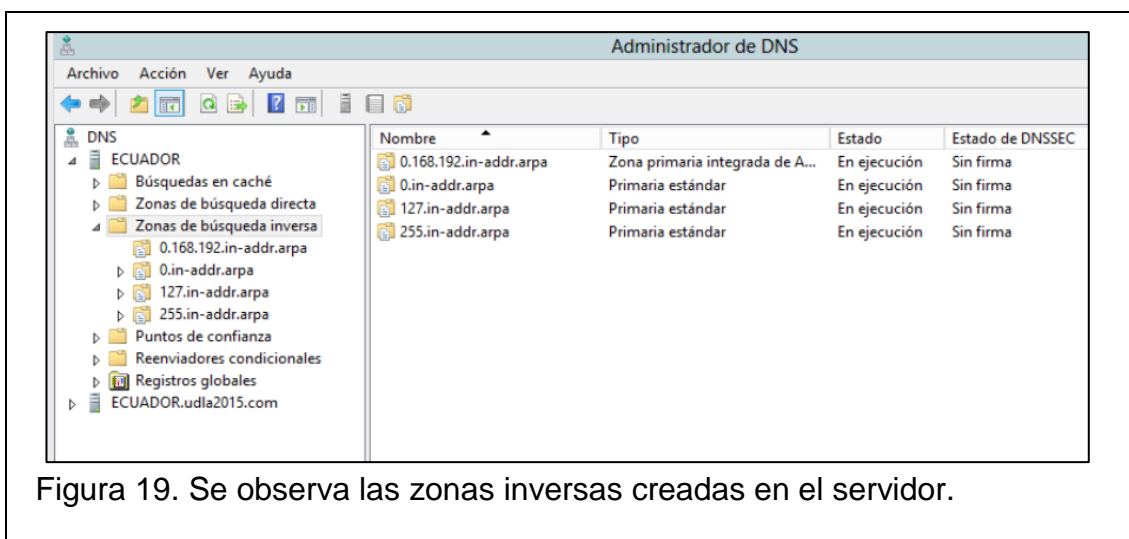 Administrador de DNS
Archivo Acción Ver Ayuda
DNS
ECUADOR
Búsquedas en caché
Zonas de búsqueda directa
Zonas de búsqueda inversa
0.168.192.in-addr.arpa
0.in-addr.arpa
127.in-addr.arpa
255.in-addr.arpa
Puntos de confianza
Reenviadores condicionales
Registros globales
ECUADOR.udla2015.com
Nombre Tipo Estado Estado de DNSSEC
0.168.192.in-addr.arpa Zona primaria integrada de A... En ejecución Sin firma
0.in-addr.arpa Primaria estándar En ejecución Sin firma
127.in-addr.arpa Primaria estándar En ejecución Sin firma
255.in-addr.arpa Primaria estándar En ejecución Sin firma
Figura 19. Se observa las zonas inversas creadas en el servidor.